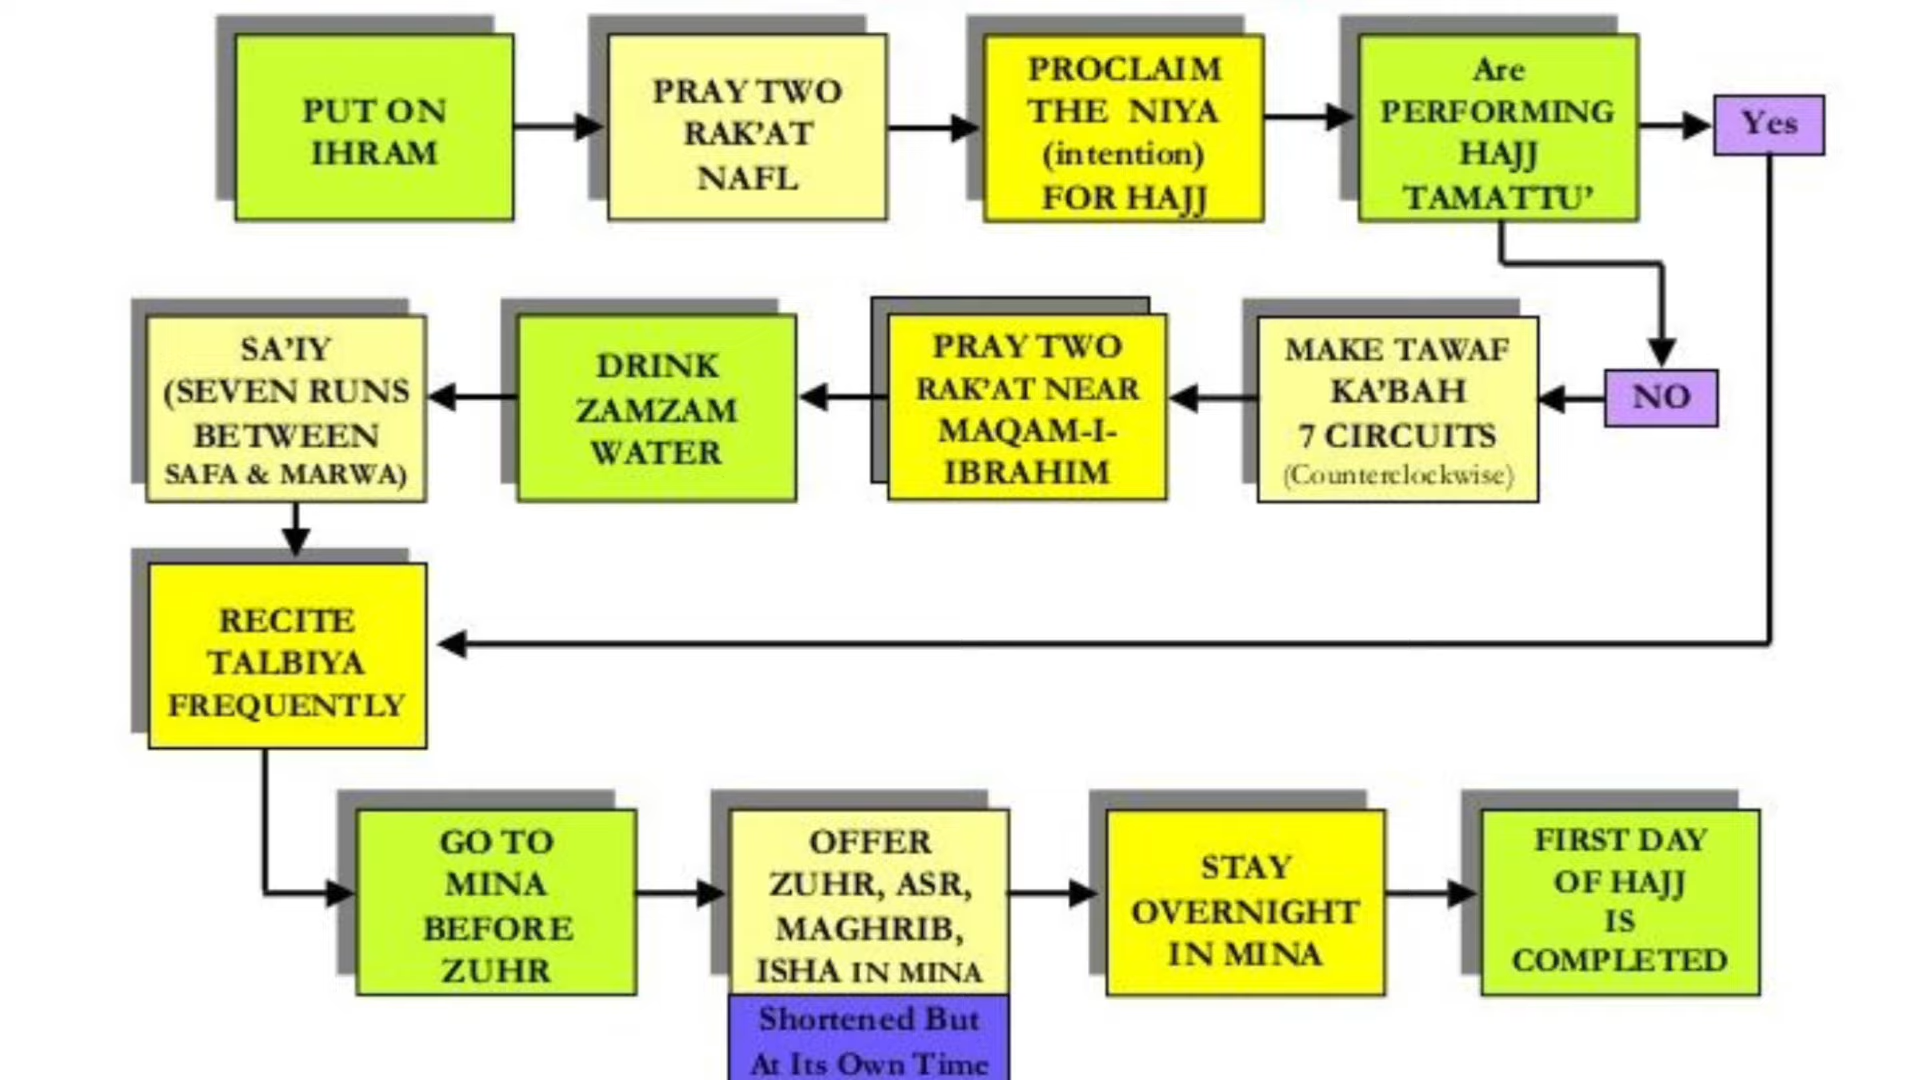 PUT ON
IHRAM
PRAY TWO
RAK'AT
NAFL
PROCLAIM
THE NIYA
(intention)
FOR HAJJ
Are
PERFORMING
HAJJ
TAMATTU'
Yes
NO
MAKE TAWAF
KA'BAH
7 CIRCUITS
(Counterclockwise)
PRAY TWO
RAK'AT NEAR
MAQAM-I-
IBRAHIM
DRINK
ZAMZAM
WATER
SA'IY
(SEVEN RUNS
BETWEEN
SAFA & MARWA)
RECITE
TALBIYA
FREQUENTLY
GO TO
MINA
BEFORE
ZUHR
OFFER
ZUHR, ASR,
MAGHRIB,
ISHA IN MINA
Shortened But
At Its Own Time
STAY
OVERNIGHT
IN MINA
FIRST DAY
OF HAJJ
IS
COMPLETED